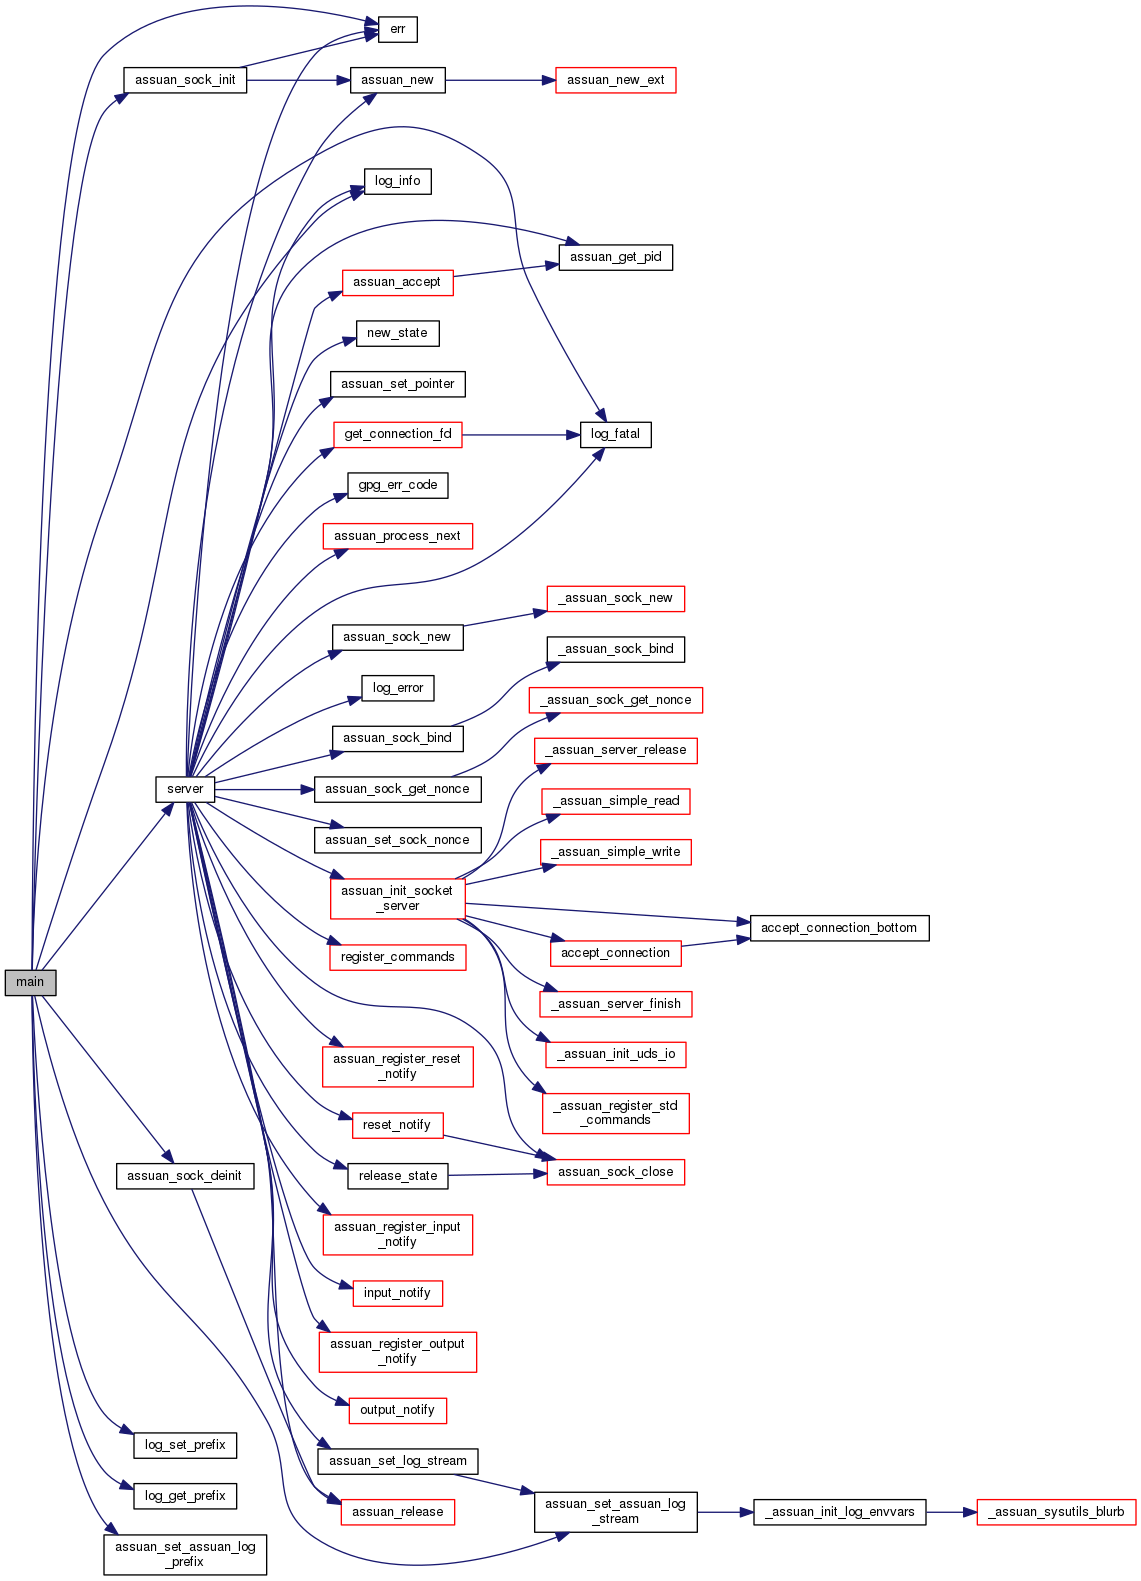 err
assuan_sock_init
assuan_new
assuan_new_ext
log_info
assuan_get_pid
assuan_accept
new_state
assuan_set_pointer
get_connection_fd
log_fatal
gpg_err_code
assuan_process_next
_assuan_sock_new
assuan_sock_new
_assuan_sock_bind
log_error
_assuan_sock_get_nonce
assuan_sock_bind
_assuan_server_release
server
assuan_sock_get_nonce
_assuan_simple_read
assuan_set_sock_nonce
_assuan_simple_write
assuan_init_socket
_server
accept_connection_bottom
register_commands
accept_connection
main
_assuan_server_finish
assuan_register_reset
_notify
_assuan_init_uds_io
_assuan_register_std
_commands
reset_notify
assuan_sock_deinit
release_state
assuan_sock_close
assuan_register_input
_notify
input_notify
assuan_register_output
_notify
output_notify
log_set_prefix
assuan_set_log_stream
log_get_prefix
assuan_release
assuan_set_assuan_log
_stream
_assuan_init_log_envvars
_assuan_sysutils_blurb
assuan_set_assuan_log
_prefix